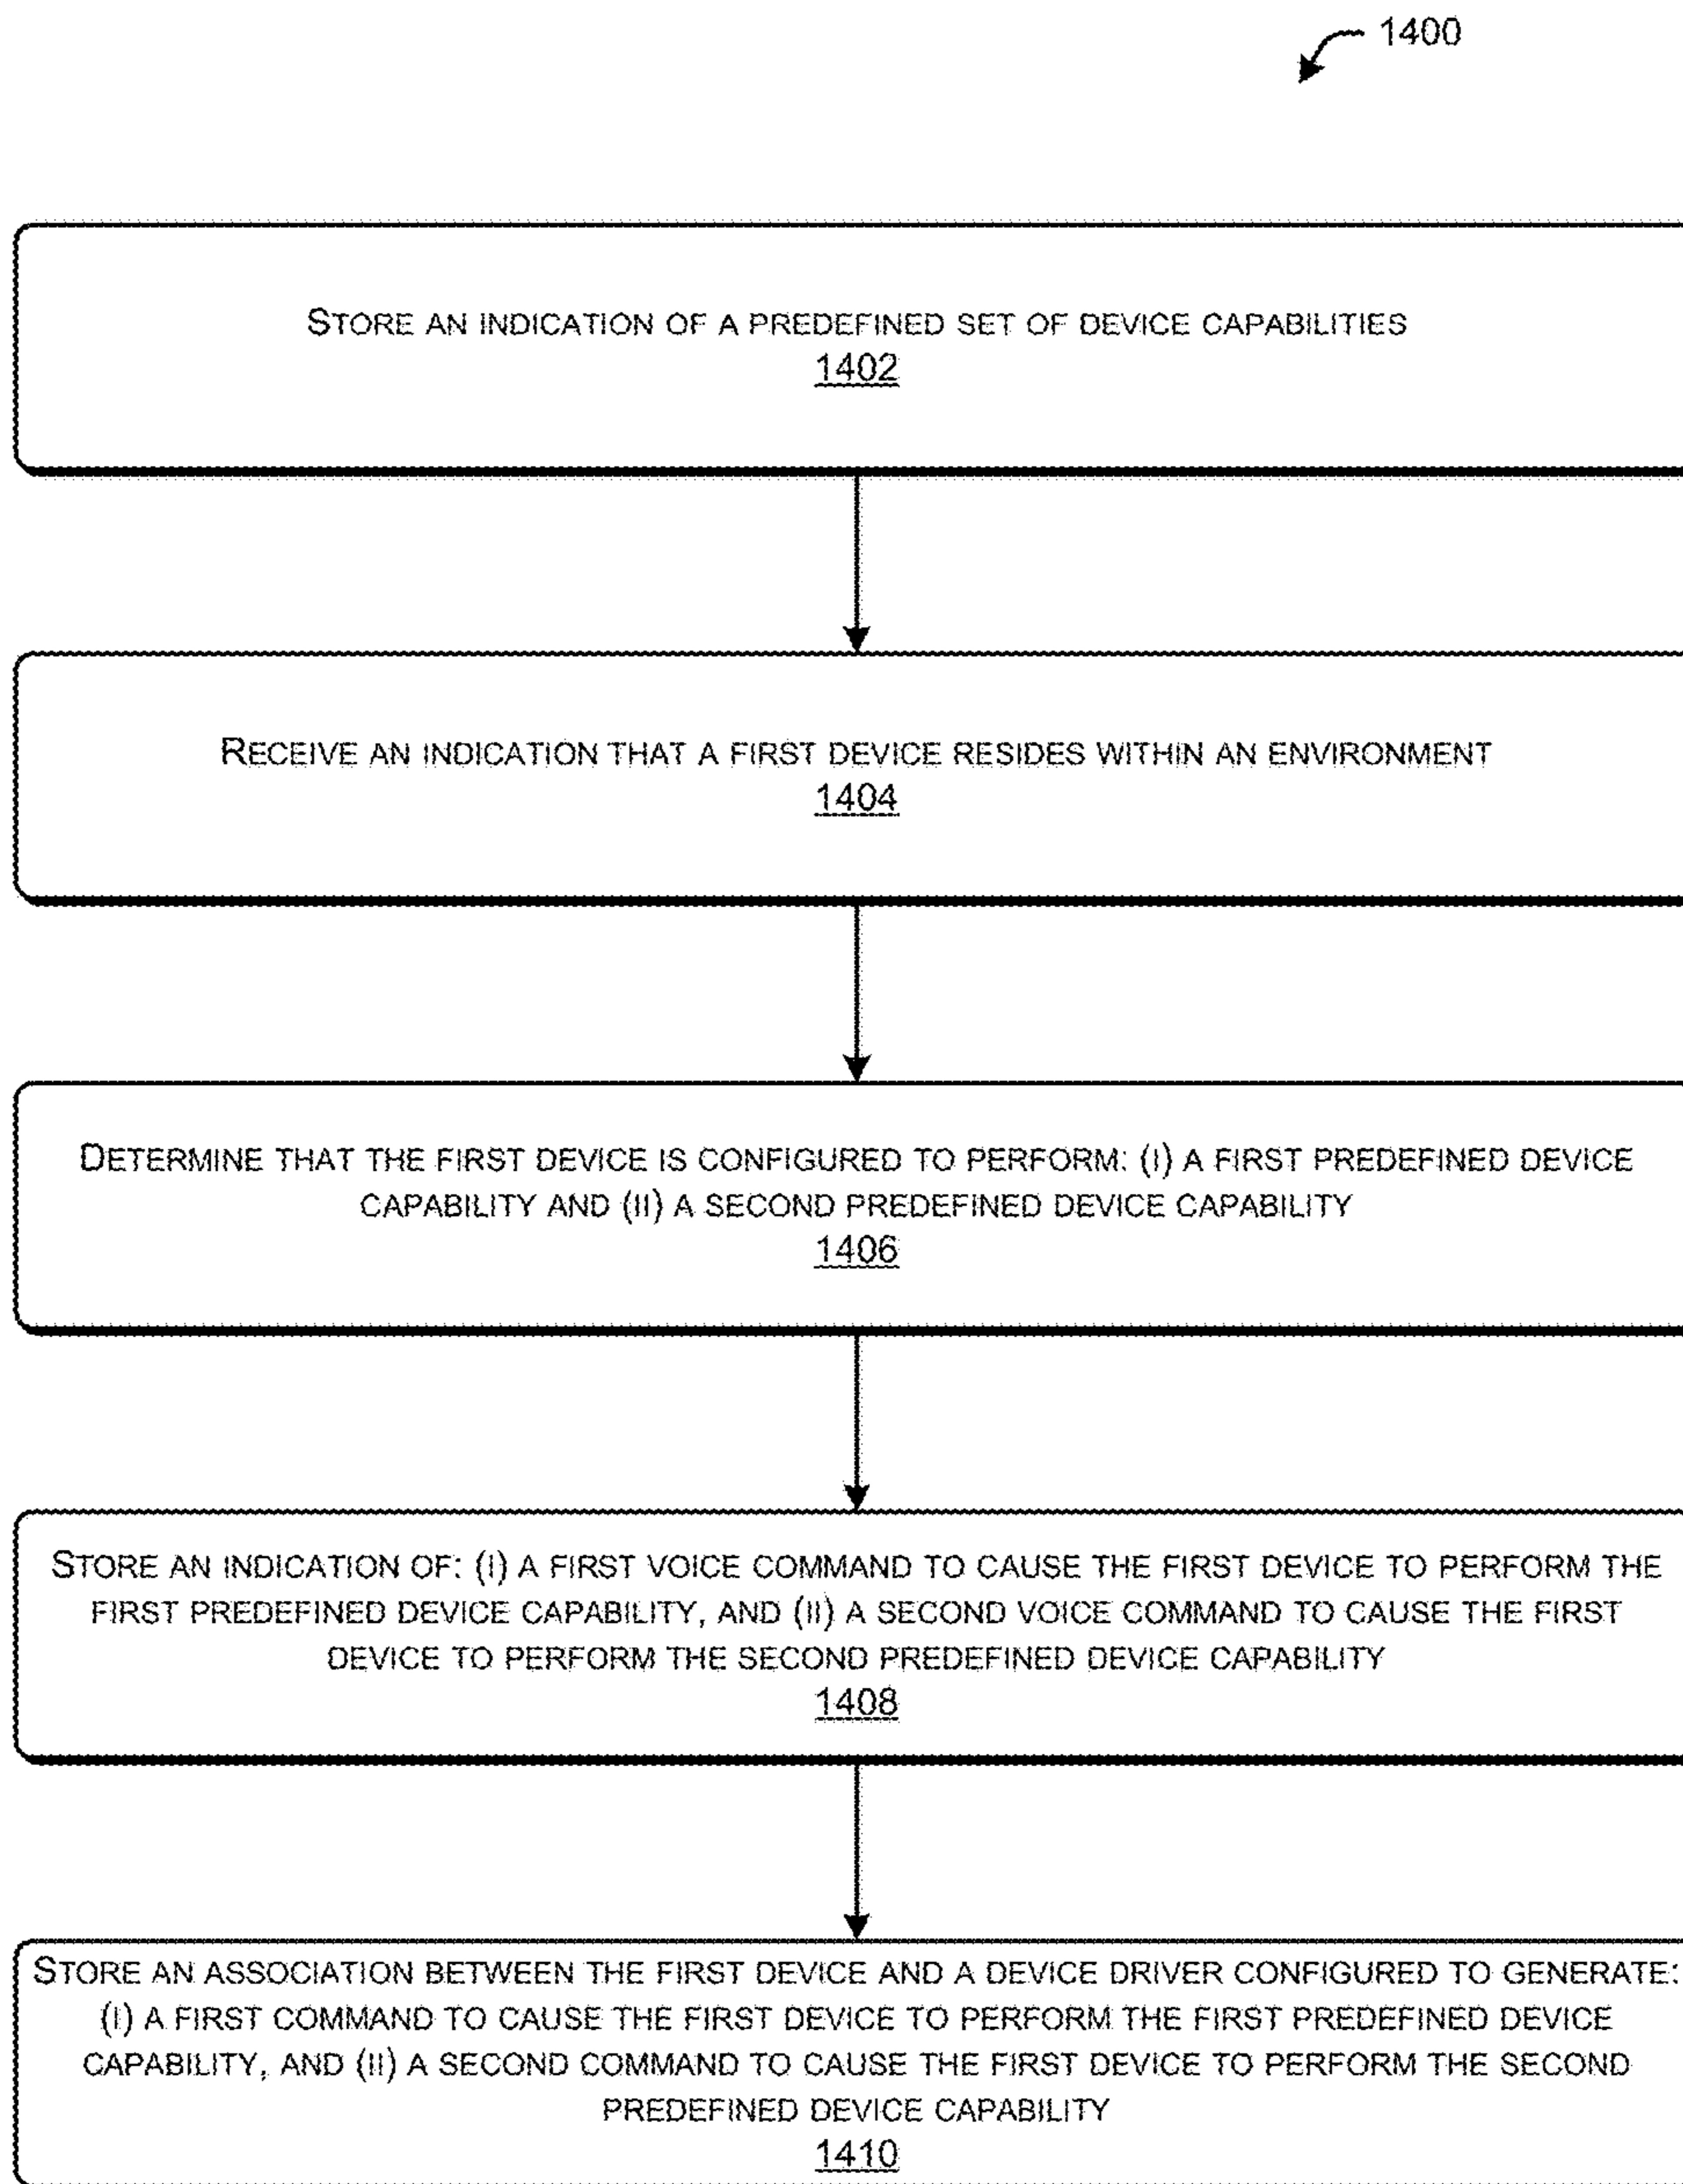 1400
STORE AN INDICATION OF A PREDEFINED SET OF DEVICE CAPABILITIES
1402
RECEIVE AN INDICATION THAT A FIRST DEVICE RESIDES WITHIN AN ENVIRONMENT
1404
DETERMINE THAT THE FIRST DEVICE IS CONFIGURED TO PERFORM: (I) A FIRST PREDEFINED DEVICE
CAPABILITY AND (II) A SECOND PREDEFINED DEVICE CAPABILITY
1406
STORE AN INDICATION OF: (I) A FIRST VOICE COMMAND TO CAUSE THE FIRST DEVICE TO PERFORM THE
FIRST PREDEFINED DEVICE CAPABILITY, AND (II) A SECOND VOICE COMMAND TO CAUSE THE FIRST
DEVICE TO PERFORM THE SECOND PREDEFINED DEVICE CAPABILITY
1408
STORE AN ASSOCIATION BETWEEN THE FIRST DEVICE AND A DEVICE DRIVER CONFIGURED TO GENERATE:
(I) A FIRST COMMAND TO CAUSE THE FIRST DEVICE TO PERFORM THE FIRST PREDEFINED DEVICE
CAPABILITY, AND (II) A SECOND COMMAND TO CAUSE THE FIRST DEVICE TO PERFORM THE SECOND
PREDEFINED DEVICE CAPABILITY
1410